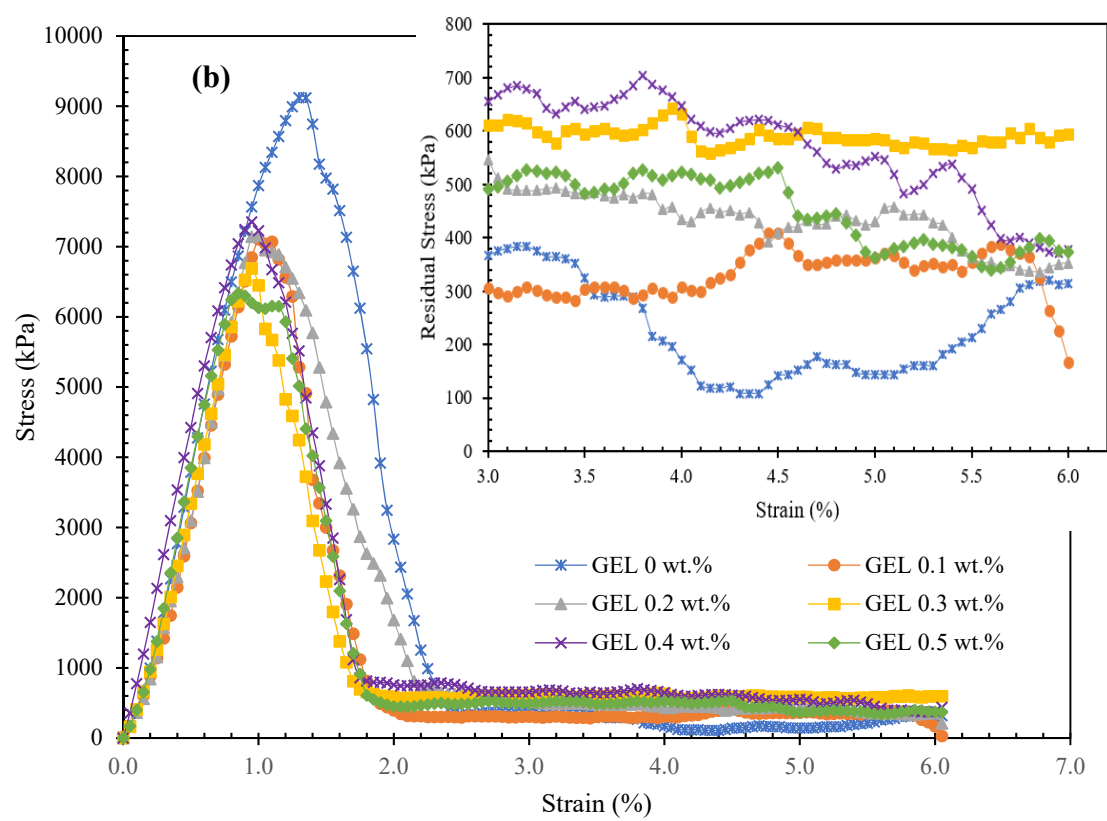 (b)
Stress (kPa)
10000
9000
8000
7000
6000
5000
4000
3000
2000
1000
0
0.0 1.0 2.0 3.0 4.0 5.0 6.0 7.0
Strain (%)
Residual Stress (kPa)
800
700
600
500
400
300
200
100
0
3.0 3.5 4.0 4.5 5.0 5.5 6.0
Strain (%)
GEL 0 wt.% GEL 0.1 wt.%
GEL 0.2 wt.% GEL 0.3 wt.%
GEL 0.4 wt.% GEL 0.5 wt.%